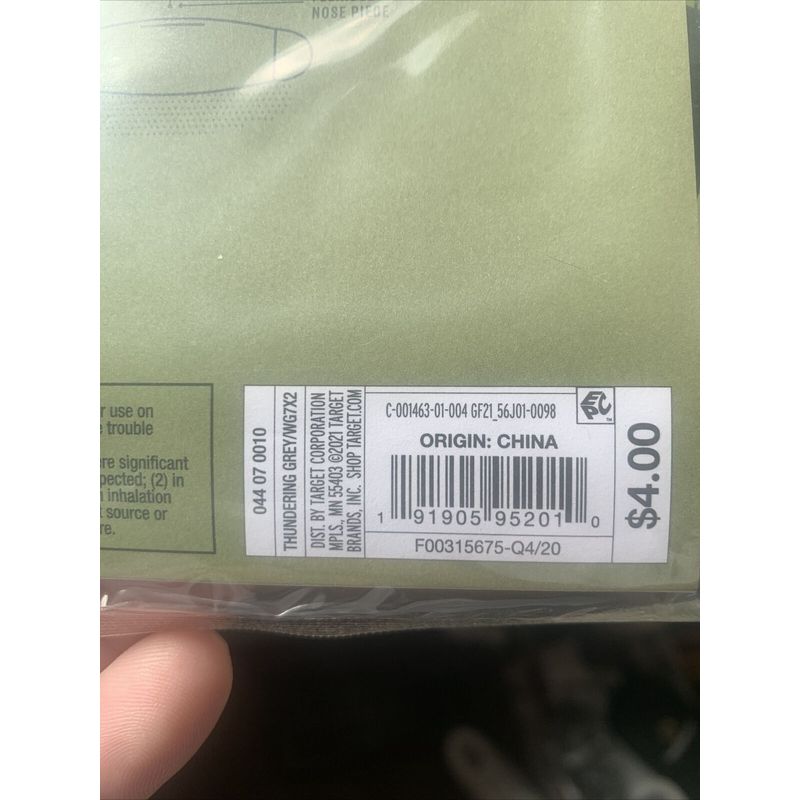 NOSE PIECE
r use on
e trouble
re significant
pected; (2) in
inhalation
source or
re.
044 07 0010
THUNDERING GREY/WG7X2
DIST. BY TARGET CORPORATION
MPLS., MN 55403 ©2021 TARGET
BRANDS, INC. SHOP TARGET.COM
C-001463-01-004 GF21_56J01-0098
EPC™
ORIGIN: CHINA
1 91905 95201 0
F00315675-Q4/20
$4.00